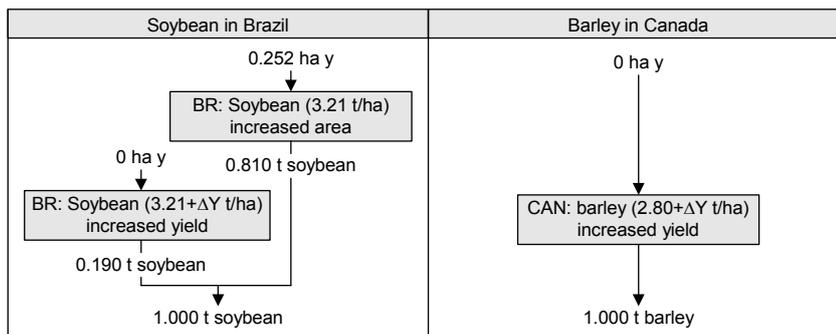 Soybean in Brazil
0.252 ha y
BR: Soybean (3.21 t/ha)
increased area
0 ha y
0.810 t soybean
BR: Soybean (3.21+ΔY t/ha)
increased yield
0.190 t soybean
1.000 t soybean
Barley in Canada
0 ha y
CAN: barley (2.80+ΔY t/ha)
increased yield
1.000 t barley